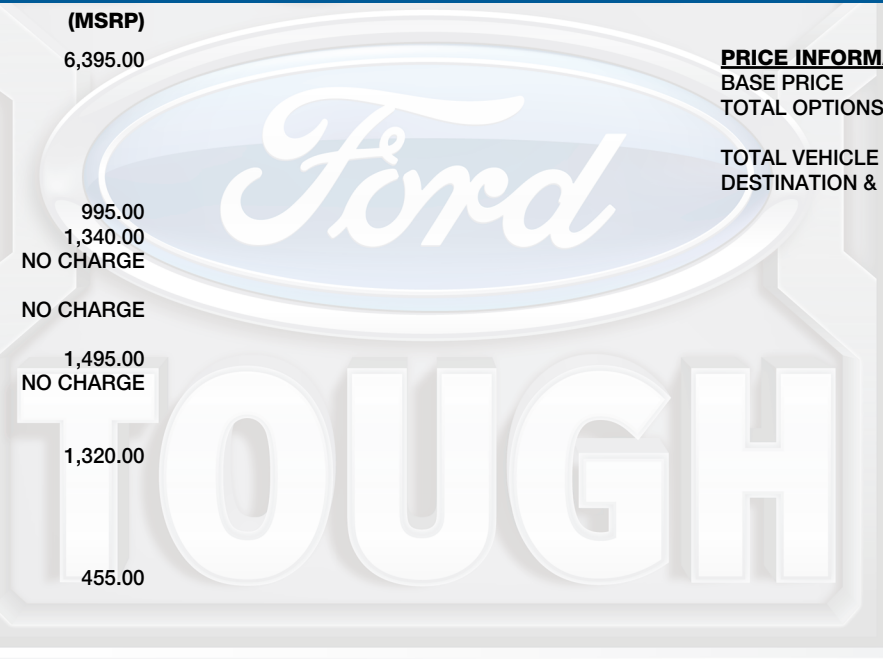 (MSRP)
6,395.00
995.00
1,340.00
NO CHARGE
NO CHARGE
1,495.00
NO CHARGE
1,320.00
455.00
PRICE INFORMA
BASE PRICE
TOTAL OPTIONS
TOTAL VEHICLE
DESTINATION &
Ford
TOUGH